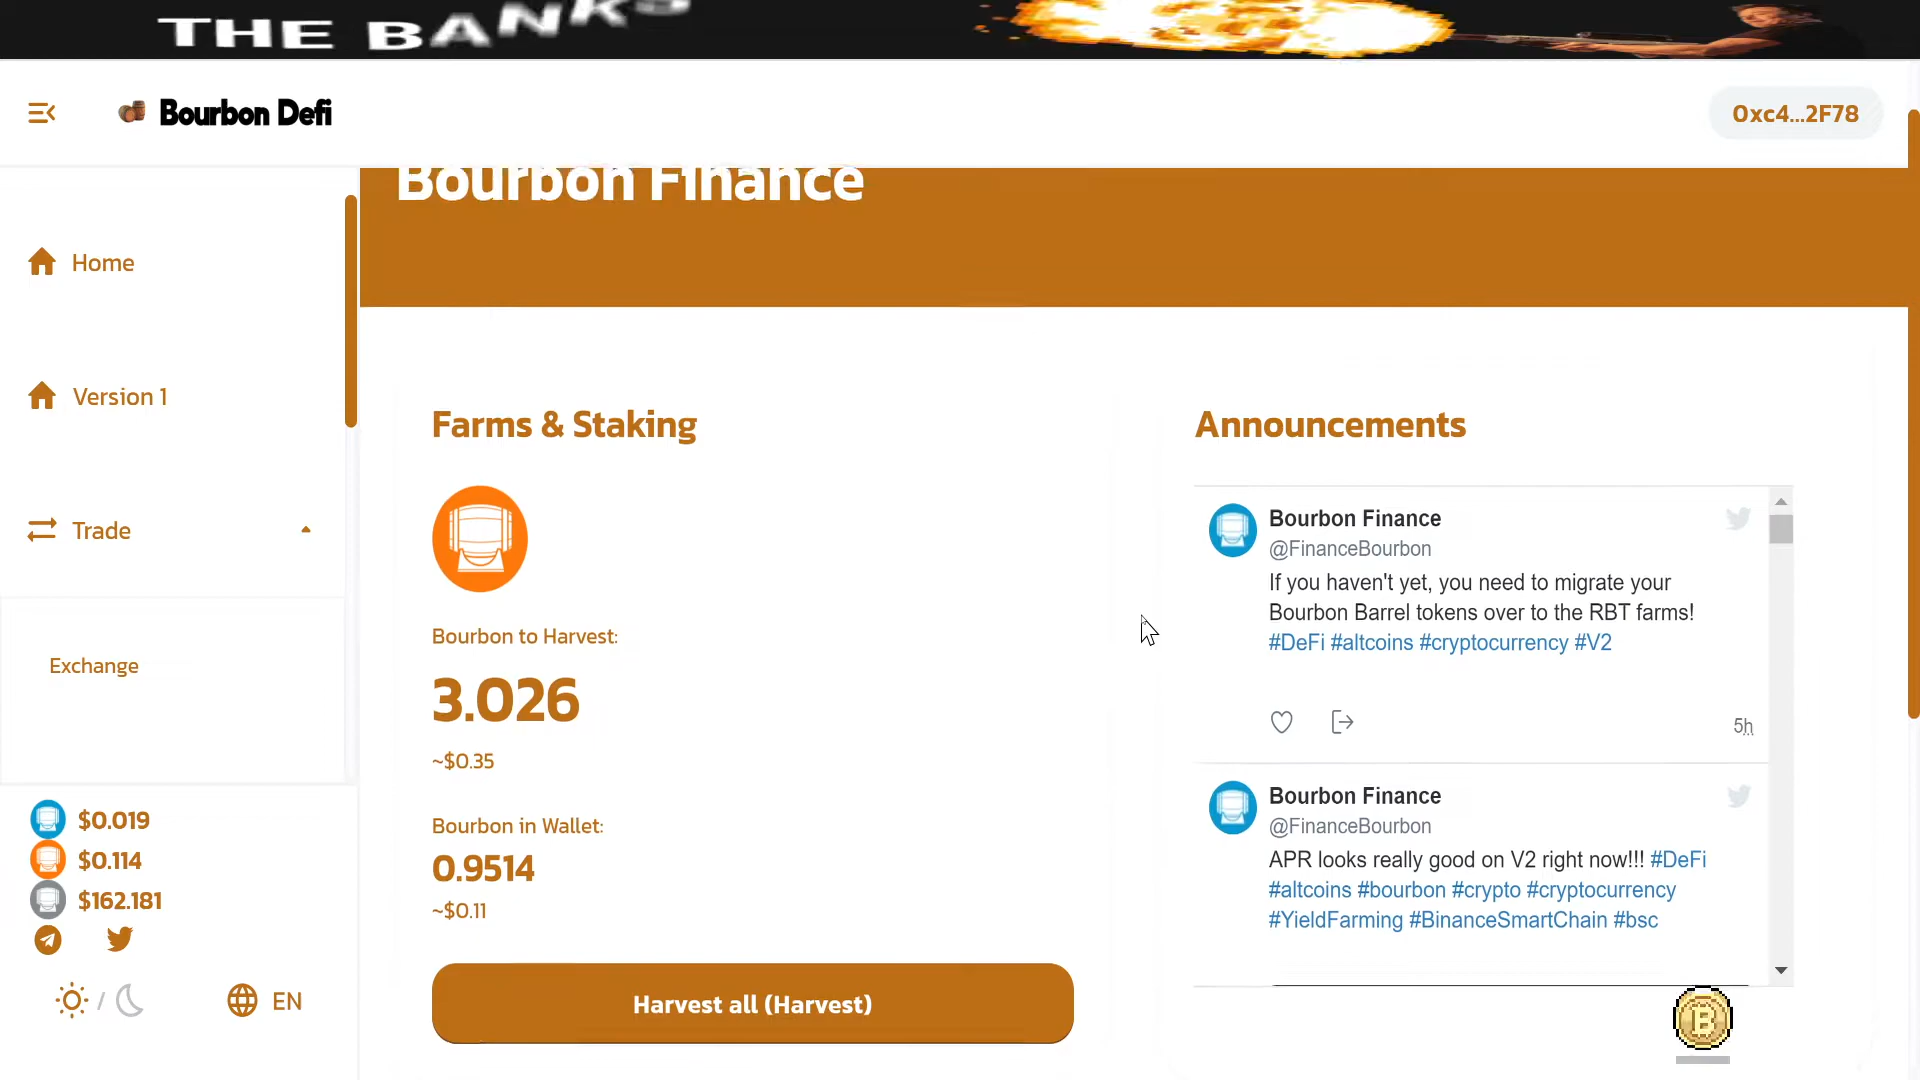 THE BANKS
Bourbon Defi
0xc4...2F78
Bourbon Finance
Home
Version 1
Trade
Exchange
$0.019
$0.114
$162.181
/
EN
Farms & Staking
Bourbon to Harvest:
3.026
~$0.35
Bourbon in Wallet:
0.9514
~$0.11
Harvest all (Harvest)
Announcements
Bourbon Finance
@FinanceBourbon
If you haven't yet, you need to migrate your
Bourbon Barrel tokens over to the RBT farms!
#DeFi #altcoins #cryptocurrency #V2
5h
Bourbon Finance
@FinanceBourbon
APR looks really good on V2 right now!!! #DeFi
#altcoins #bourbon #crypto #cryptocurrency
#YieldFarming #BinanceSmartChain #bsc
B